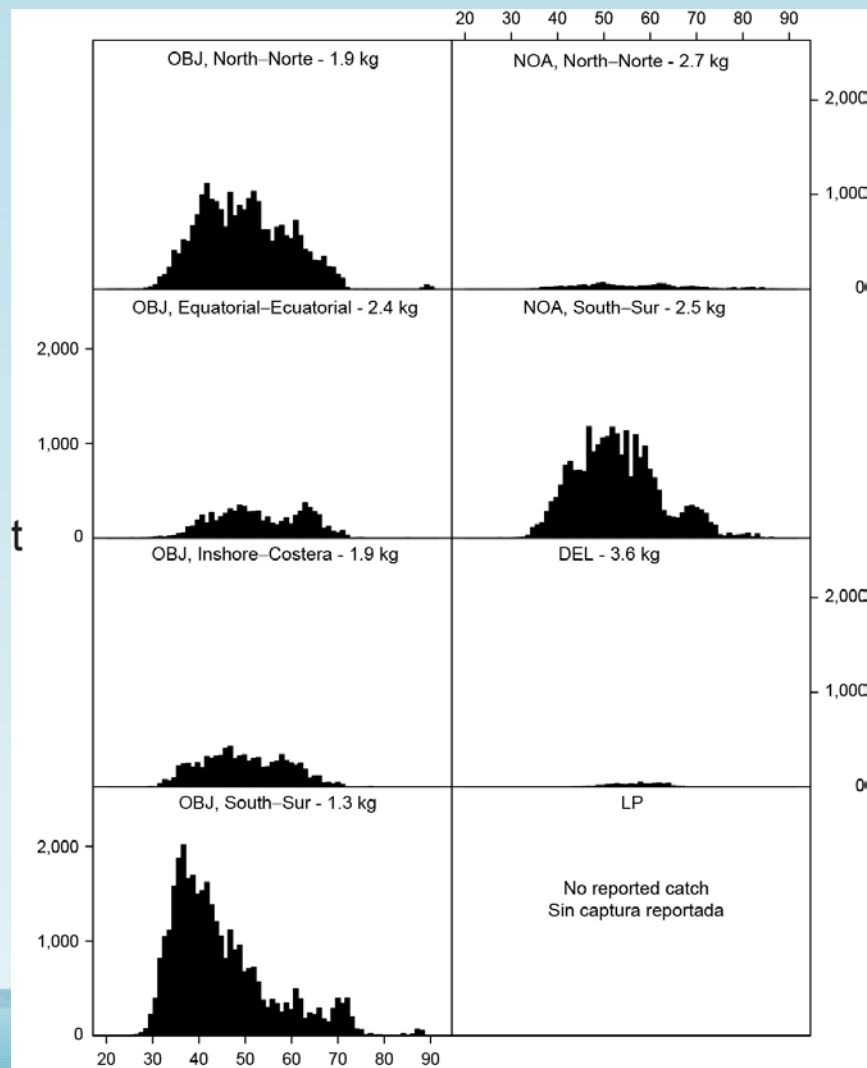 20 30 40 50 60 70 80 90
OBJ, North–Norte - 1.9 kg
NOA, North–Norte - 2.7 kg
2,000
1,000
0
OBJ, Equatorial–Ecuatorial - 2.4 kg
NOA, South–Sur - 2.5 kg
2,000
1,000
0
t
OBJ, Inshore–Costera - 1.9 kg
DEL - 3.6 kg
2,000
1,000
0
OBJ, South–Sur - 1.3 kg
LP
2,000
1,000
0
No reported catch
Sin captura reportada
20 30 40 50 60 70 80 90